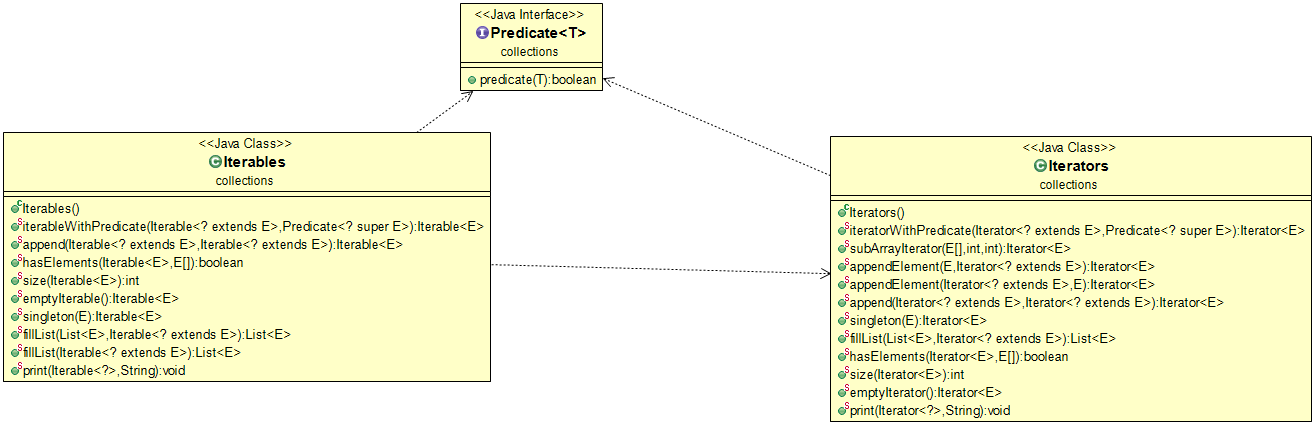 <<Java Interface>>
Predicate<T>
collections
predicate(T):boolean
<<Java Class>>
Iterables
collections
Iterables()
iterableWithPredicate(Iterable<? extends E>,Predicate<? super E>):Iterable<E>
append(Iterable<? extends E>,Iterable<? extends E>):Iterable<E>
hasElements(Iterable<E>,E[]):boolean
size(Iterable<E>):int
emptyIterable():Iterable<E>
singleton(E):Iterable<E>
fillList(List<E>,Iterable<? extends E>):List<E>
fillList(Iterable<? extends E>):List<E>
print(Iterable<?>,String):void
<<Java Class>>
Iterators
collections
Iterators()
iteratorWithPredicate(Iterator<? extends E>,Predicate<? super E>):Iterator<E>
subArrayIterator(E[],int,int):Iterator<E>
appendElement(E,Iterator<? extends E>):Iterator<E>
appendElement(Iterator<? extends E>,E):Iterator<E>
append(Iterator<? extends E>,Iterator<? extends E>):Iterator<E>
singleton(E):Iterator<E>
fillList(List<E>,Iterator<? extends E>):List<E>
hasElements(Iterator<E>,E[]):boolean
size(Iterator<E>):int
emptyIterator():Iterator<E>
print(Iterator<?>,String):void